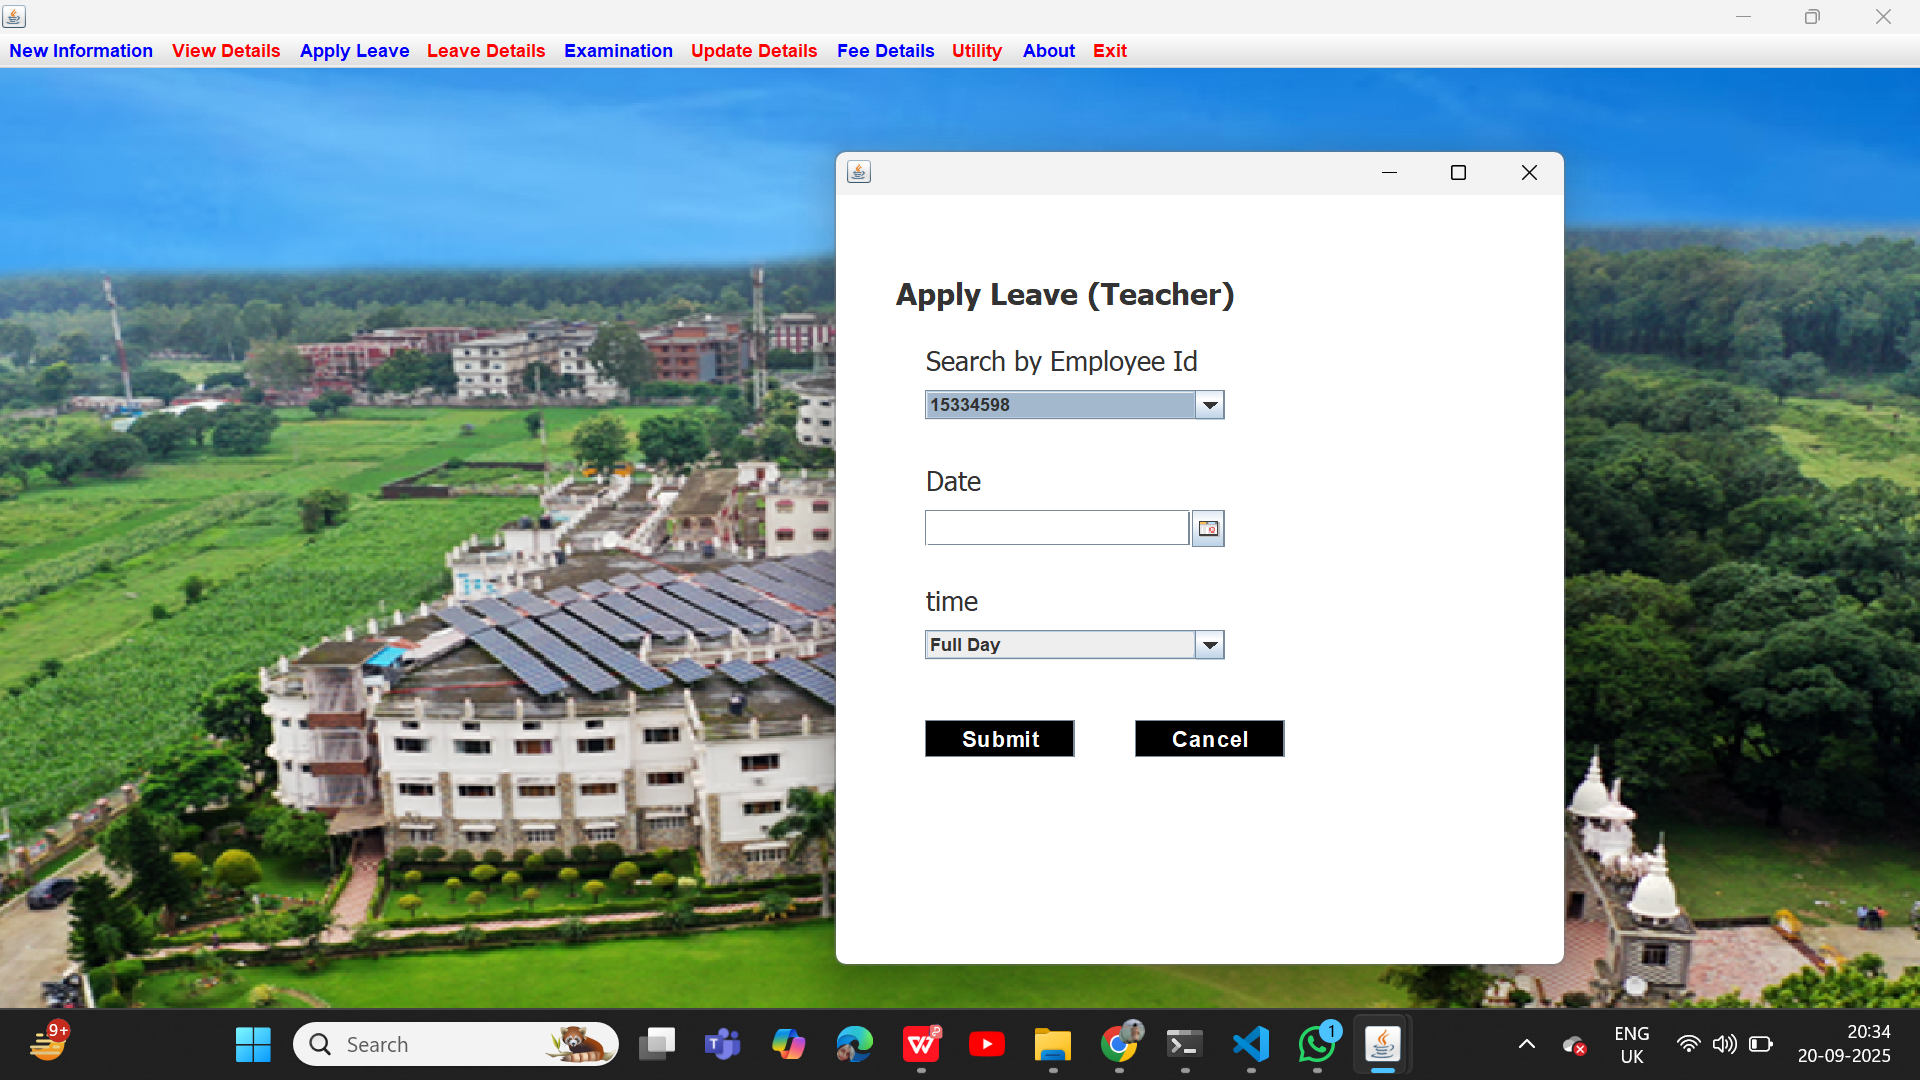 New Information View Details Apply Leave Leave Details Examination Update Details Fee Details Utility About Exit
Apply Leave (Teacher)
Search by Employee Id
15334598
Date
time
Full Day
Submit Cancel
9+
Search
1
ENG
UK
20:34
20-09-2025